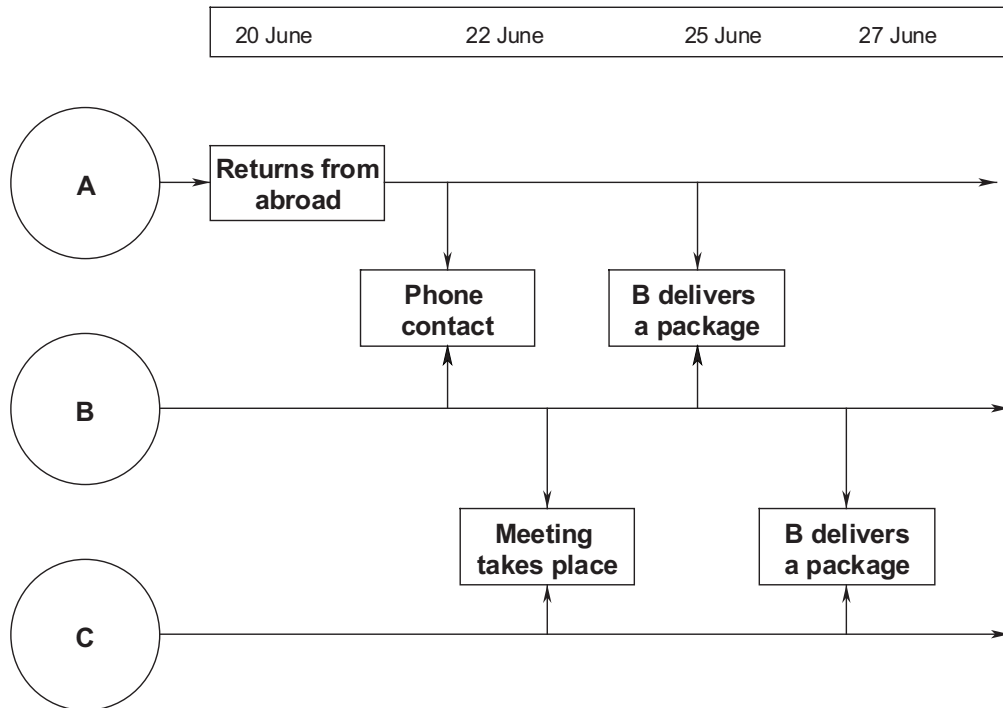 20 June 22 June 25 June 27 June
A
Returns from
abroad
Phone
contact
B delivers
a package
B
Meeting
takes place
B delivers
a package
C